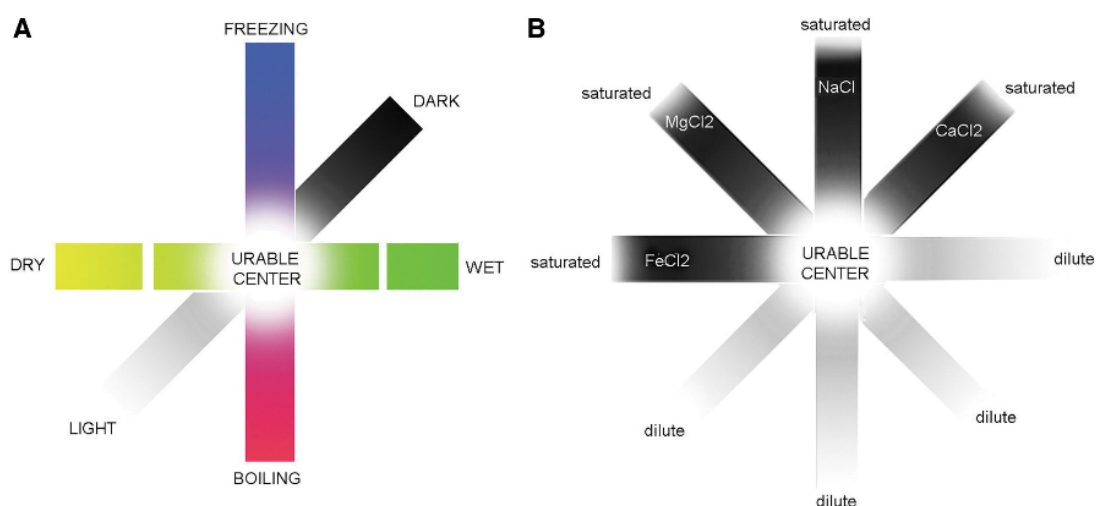 A
FREEZING
DARK
DRY
URABLE
CENTER
WET
LIGHT
BOILING
B
saturated
saturated
NaCl
saturated
MgCl2
CaCl2
saturated
FeCl2
URABLE
CENTER
dilute
dilute
dilute
dilute